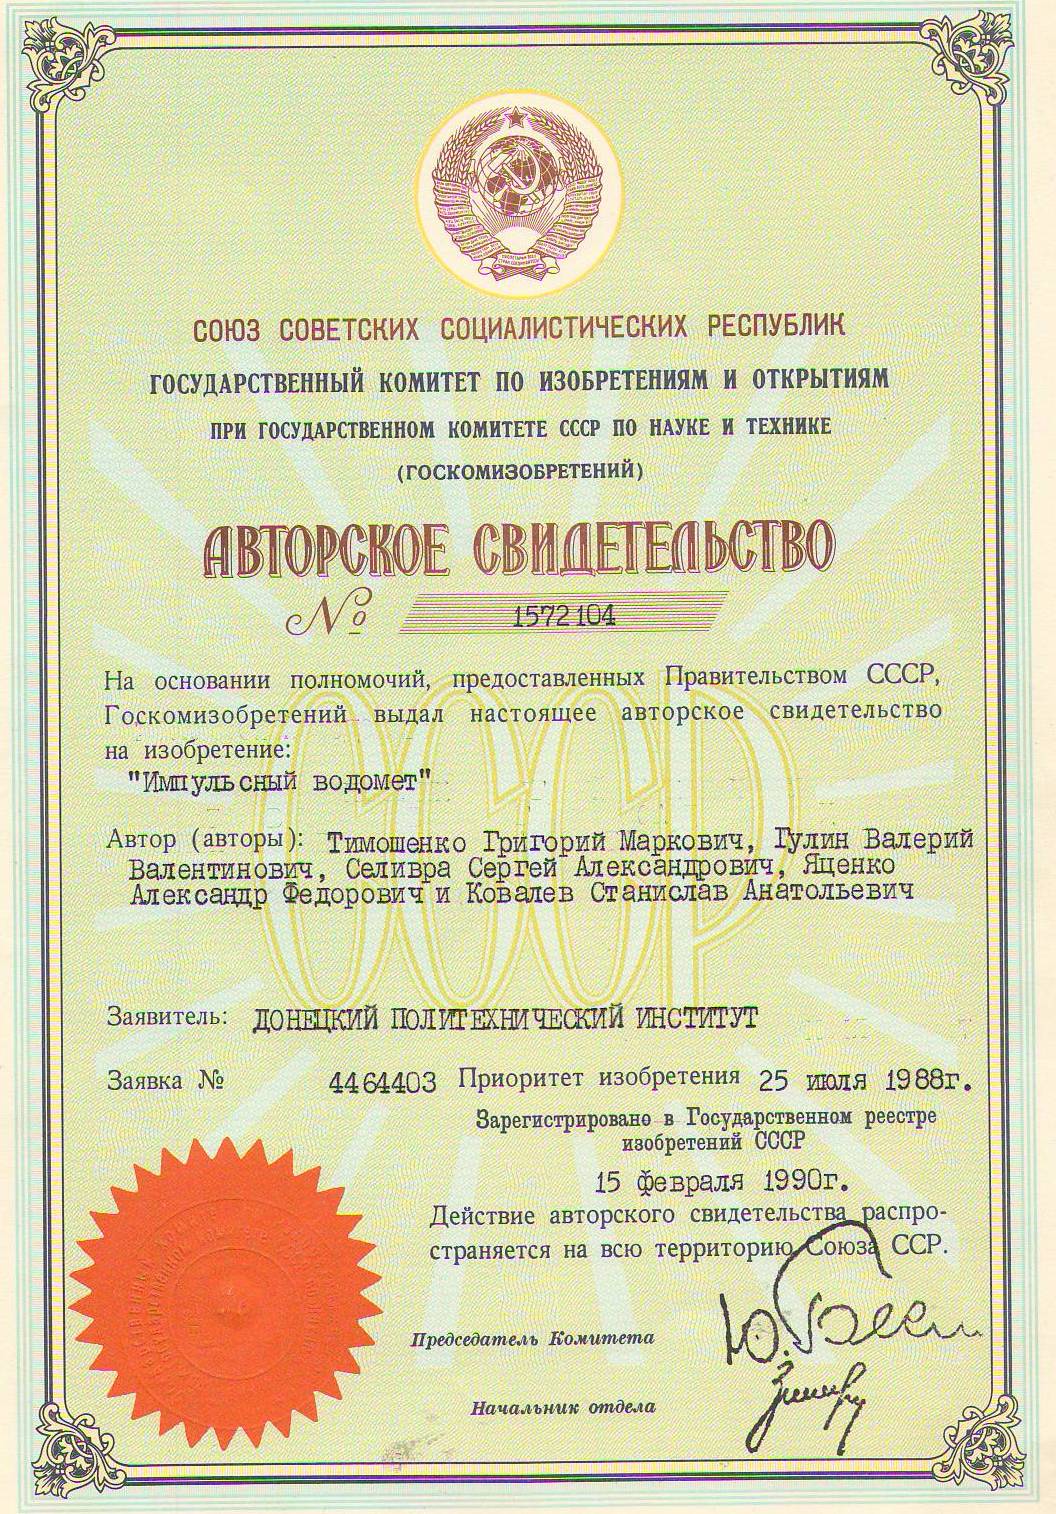 СОЮЗ СОВЕТСКИХ СОЦИАЛИСТИЧЕСКИХ РЕСПУБЛИК
ГОСУДАРСТВЕННЫЙ КОМИТЕТ ПО ИЗОБРЕТЕНИЯМ И ОТКРЫТИЯМ
ПРИ ГОСУДАРСТВЕННОМ КОМИТЕТЕ СССР ПО НАУКЕ И ТЕХНИКЕ
(ГОСКОМИЗОБРЕТЕНИЙ)
АВТОРСКОЕ СВИДЕТЕЛЬСТВО
№ 1572104
СССР
На основании полномочий, предоставленных Правительством СССР,
Госкомизобретений выдал настоящее авторское свидетельство
на изобретение:
"Импульсный водомет"
Автор (авторы): Тимошенко Григорий Маркович, Гулин Валерий
Валентинович, Селивра Сергей Александрович, Яценко
Александр Федорович и Ковалев Станислав Анатольевич
Заявитель: ДОНЕЦКИЙ ПОЛИТЕХНИЧЕСКИЙ ИНСТИТУТ
Заявка № 4464403 Приоритет изобретения 25 июля 1988г.
Зарегистрировано в Государственном реестре
изобретений СССР
15 февраля 1990г.
Действие авторского свидетельства распро-
страняется на всю территорию Союза ССР.
Председатель Комитета
Начальник отдела